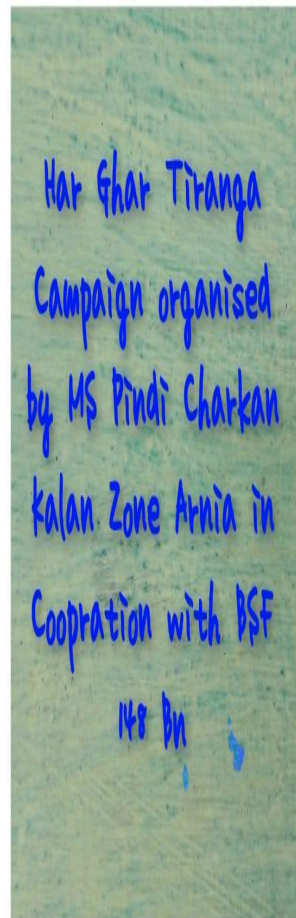 Har Ghar Tiranga
Campaign organised
by MS Pindi Charkan
Kalan Zone Arnia in
Coopration with BSF
148 Bn